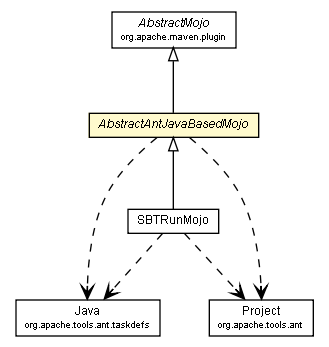 AbstractMojo
org.apache.maven.plugin
AbstractAntJavaBasedMojo
SBTRunMojo
Java
org.apache.tools.ant.taskdefs
Project
org.apache.tools.ant